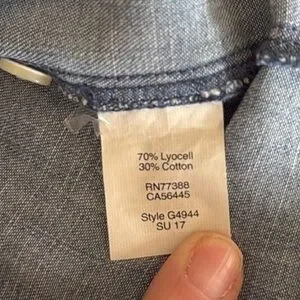 70% Lyocell
30% Cotton
RN77388
CA56445
Style G4944
SU 17